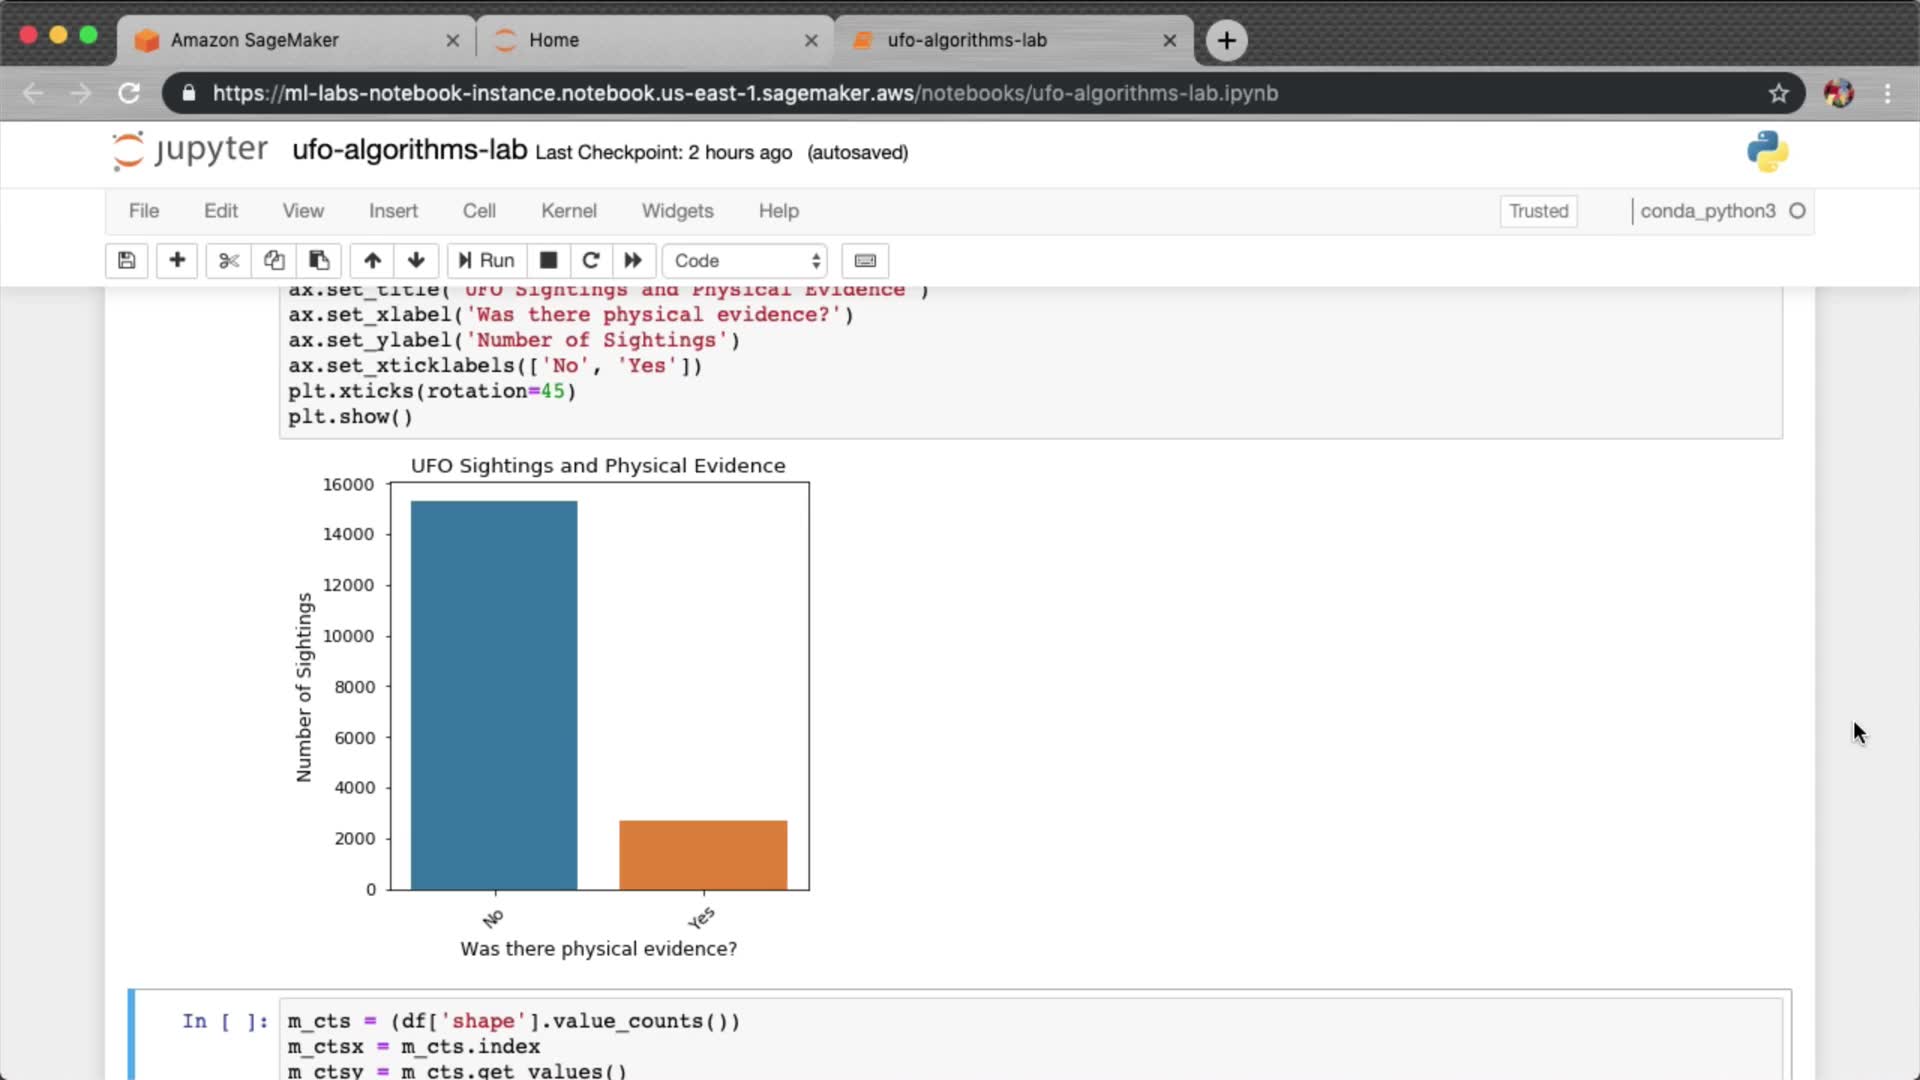 Amazon SageMaker
Home
ufo-algorithms-lab
https://ml-labs-notebook-instance.notebook.us-east-1.sagemaker.aws/notebooks/ufo-algorithms-lab.ipynb
jupyter ufo-algorithms-lab Last Checkpoint: 2 hours ago (autosaved)
File Edit View Insert Cell Kernel Widgets Help Trusted conda_python3
Run Code
ax.set_title('UFO Sightings and Physical Evidence')
ax.set_xlabel('Was there physical evidence?')
ax.set_ylabel('Number of Sightings')
ax.set_xticklabels(['No', 'Yes'])
plt.xticks(rotation=45)
plt.show()
UFO Sightings and Physical Evidence
16000
14000
12000
10000
8000
6000
4000
2000
0
Number of Sightings
No
Yes
Was there physical evidence?
In [ ]: m_cts = (df['shape'].value_counts())
m_ctsx = m_cts.index
m_ctsy = m_cts.get_values()